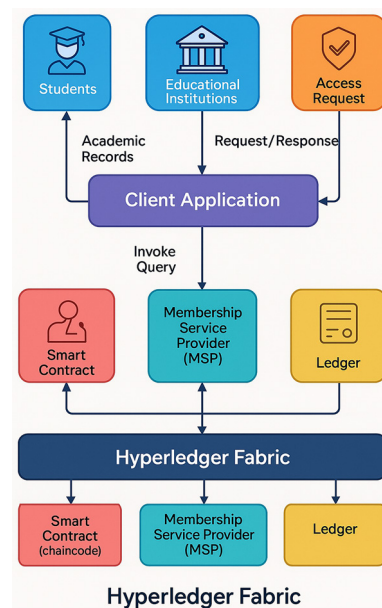 Students
Educational
Institutions
Access
Request
Academic
Records
Request/Response
Client Application
Invoke
Query
Smart
Contract
Membership
Service
Provider
(MSP)
Ledger
Hyperledger Fabric
Smart
Contract
(chaincode)
Membership
Service Provider
(MSP)
Ledger
Hyperledger Fabric